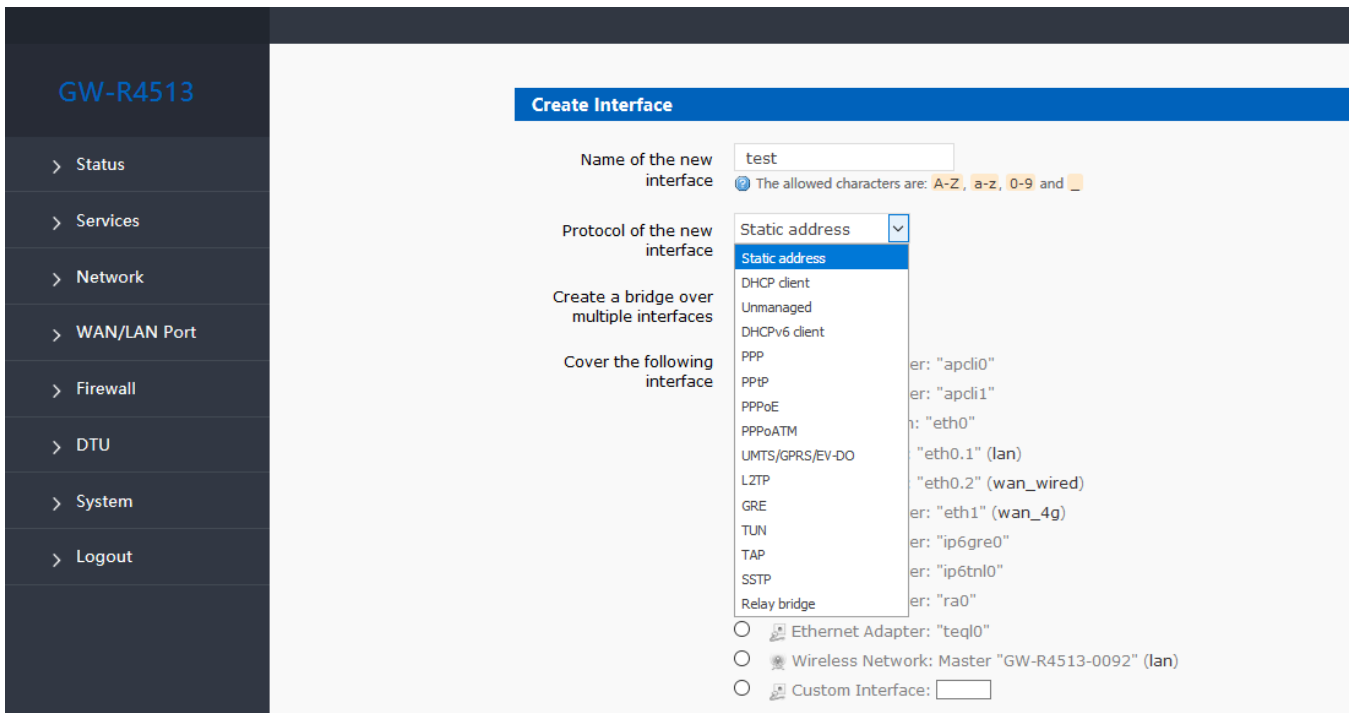 GW-R4513
Status
Services
Network
WAN/LAN Port
Firewall
DTU
System
Logout
Create Interface
Name of the new
interface
test
The allowed characters are: A-Z, a-z, 0-9 and _
Protocol of the new
interface
Static address
Static address
DHCP client
Unmanaged
DHCPv6 client
PPP
PPtP
PPPoE
PPPoATM
UMTS/GPRS/EV-DO
L2TP
GRE
TUN
TAP
SSTP
Relay bridge
Create a bridge over
multiple interfaces
Cover the following
interface
er: "apcli0"
er: "apcli1"
h: "eth0"
: "eth0.1" (lan)
: "eth0.2" (wan_wired)
er: "eth1" (wan_4g)
er: "ip6gre0"
er: "ip6tnl0"
er: "ra0"
Ethernet Adapter: "teql0"
Wireless Network: Master "GW-R4513-0092" (lan)
Custom Interface: